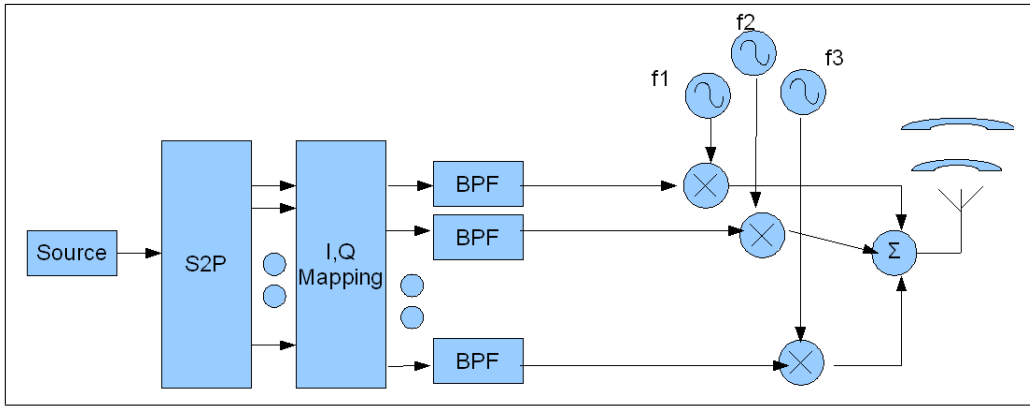 f2
f1
f3
Source
S2P
I,Q
Mapping
BPF
BPF
BPF
Σ